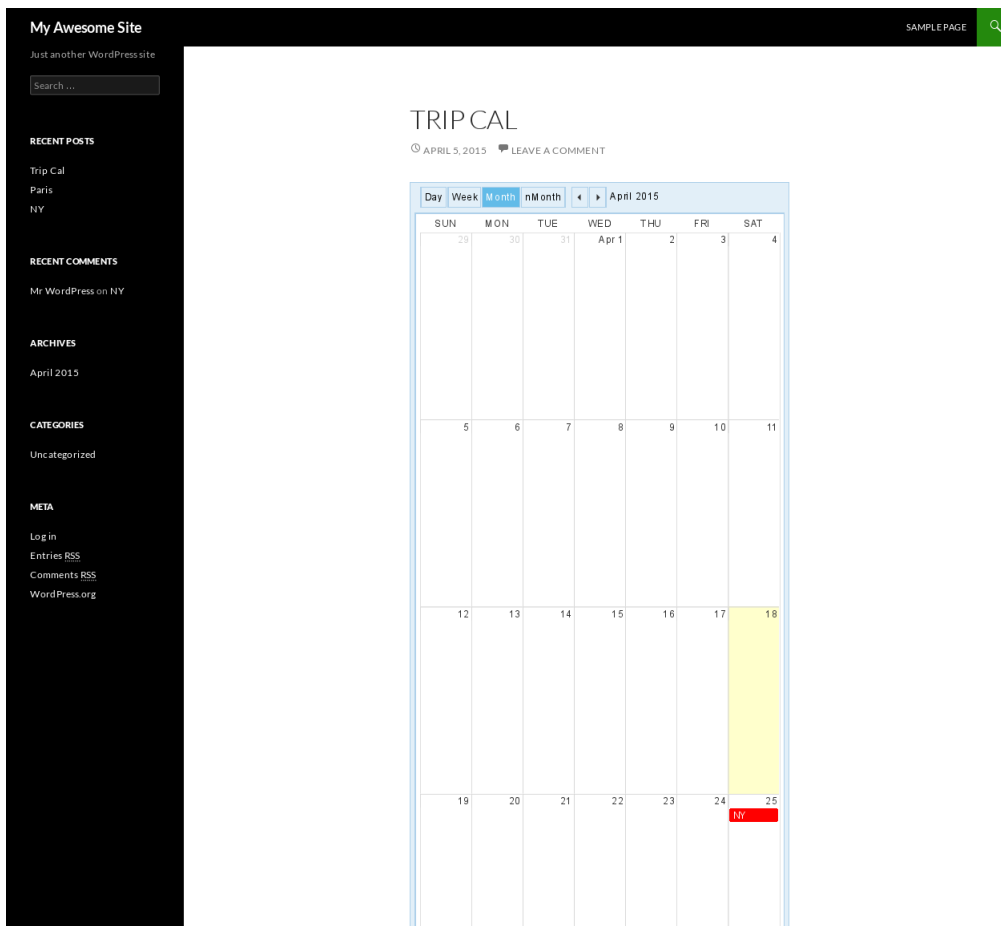 My Awesome Site
SAMPLE PAGE
Just another WordPress site
Search …
RECENT POSTS
Trip Cal
Paris
NY
RECENT COMMENTS
Mr WordPress on NY
ARCHIVES
April 2015
CATEGORIES
Uncategorized
META
Log in
Entries RSS
Comments RSS
WordPress.org
TRIP CAL
APRIL 5, 2015 LEAVE A COMMENT
Day Week Month nMonth April 2015
SUN MON TUE WED THU FRI SAT
29 30 31 Apr 1 2 3 4
5 6 7 8 9 10 11
12 13 14 15 16 17 18
19 20 21 22 23 24 25
NY